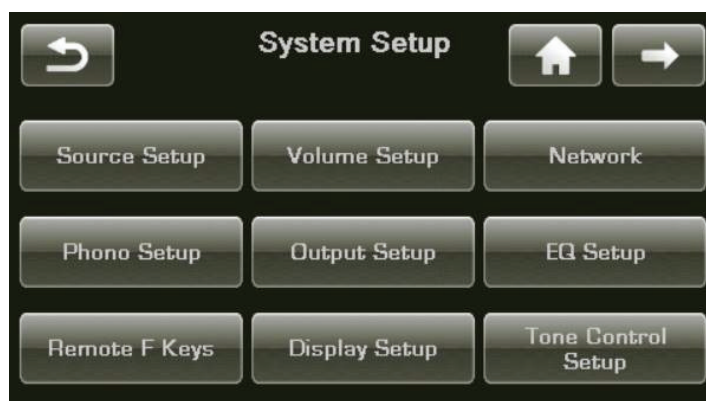 System Setup
Source Setup
Volume Setup
Network
Phono Setup
Output Setup
EQ Setup
Remote F Keys
Display Setup
Tone Control
Setup